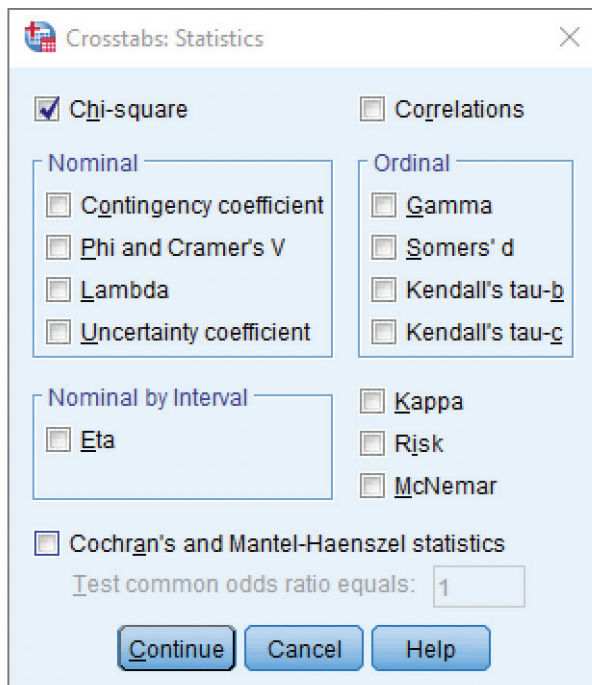 Crosstabs: Statistics
Chi-square
Correlations
Nominal
Contingency coefficient
Phi and Cramer's V
Lambda
Uncertainty coefficient
Ordinal
Gamma
Somers' d
Kendall's tau-b
Kendall's tau-c
Nominal by Interval
Eta
Kappa
Risk
McNemar
Cochran's and Mantel-Haenszel statistics
Test common odds ratio equals: 1
Continue Cancel Help